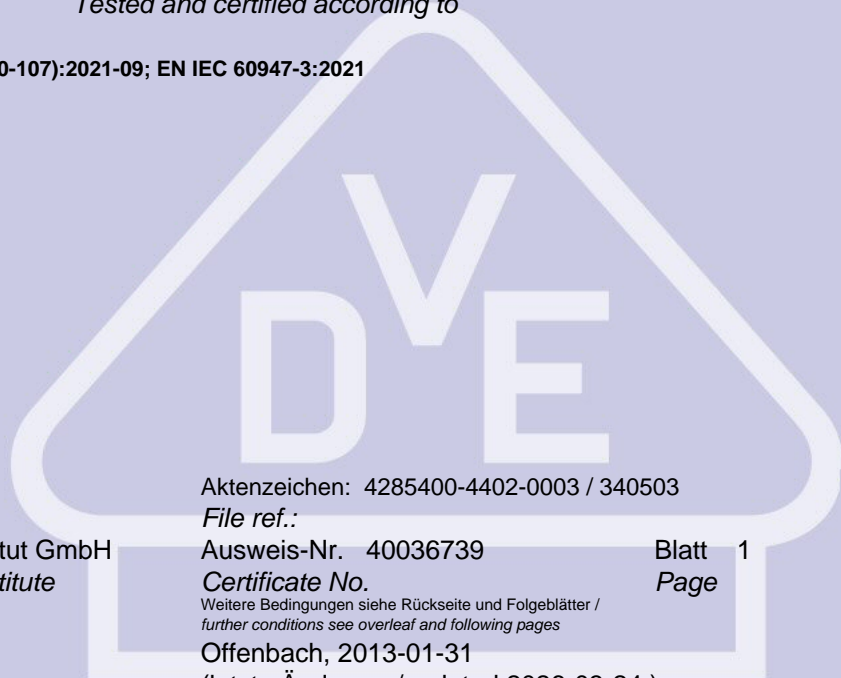 Tested and certified according to
0-107):2021-09; EN IEC 60947-3:2021
VDE
Aktenzeichen: 4285400-4402-0003 / 340503
File ref.:
tut GmbH Ausweis-Nr. 40036739 Blatt 1
titute Certificate No. Page
Weitere Bedingungen siehe Rückseite und Folgeblätter /
further conditions see overleaf and following pages
Offenbach, 2013-01-31